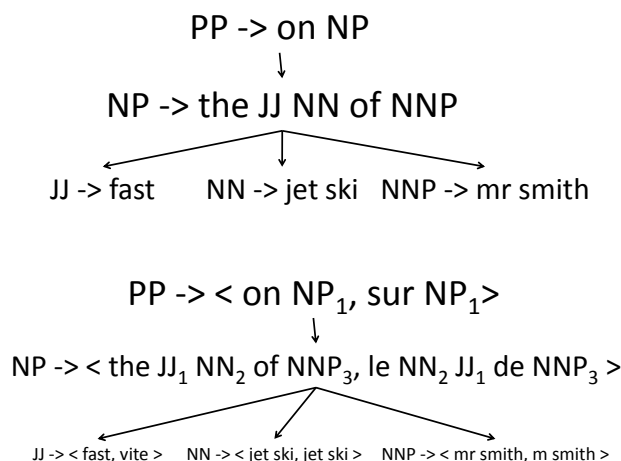 PP -> on NP
NP -> the JJ NN of NNP
JJ -> fast NN -> jet ski NNP -> mr smith
PP -> < on NP₁, sur NP₁>
NP -> < the JJ₁ NN₂ of NNP₃, le NN₂ JJ₁ de NNP₃ >
JJ -> < fast, vite > NN -> < jet ski, jet ski > NNP -> < mr smith, m smith >